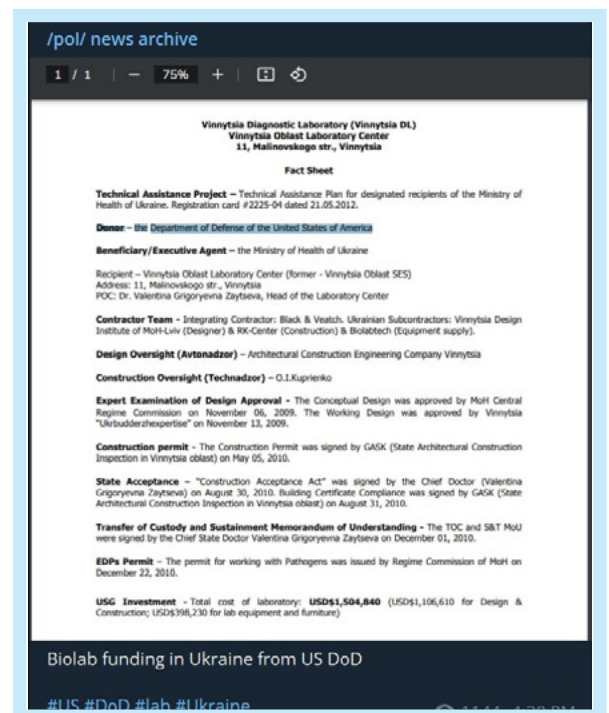 /pol/ news archive
1 / 1 | — 75% + |
Vinnytsia Diagnostic Laboratory (Vinnytsia DL)
Vinnytsia Oblast Laboratory Center
11, Malinovskogo str., Vinnytsia
Fact Sheet
Technical Assistance Project – Technical Assistance Plan for designated recipients of the Ministry of
Health of Ukraine. Registration card #2225-04 dated 21.05.2012.
Donor – the Department of Defense of the United States of America
Beneficiary/Executive Agent – the Ministry of Health of Ukraine
Recipient – Vinnytsia Oblast Laboratory Center (former - Vinnytsia Oblast SES)
Address: 11, Malinovskogo str., Vinnytsia
POC: Dr. Valentina Grigoryevna Zaytseva, Head of the Laboratory Center
Contractor Team - Integrating Contractor: Black & Veatch. Ukrainian Subcontractors: Vinnytsia Design
Institute of MoH-Lviv (Designer) & RK-Center (Construction) & Biolabtech (Equipment supply).
Design Oversight (Avtonadzor) – Architectural Construction Engineering Company Vinnytsia
Construction Oversight (Technadzor) – O.I.Kuprienko
Expert Examination of Design Approval - The Conceptual Design was approved by MoH Central
Regime Commission on November 06, 2009. The Working Design was approved by Vinnytsia
"Ukrbudderzhexpertise" on November 13, 2009.
Construction permit - The Construction Permit was signed by GASK (State Architectural Construction
Inspection in Vinnytsia oblast) on May 05, 2010.
State Acceptance – "Construction Acceptance Act" was signed by the Chief Doctor (Valentina
Grigoryevna Zaytseva) on August 30, 2010. Building Certificate Compliance was signed by GASK (State
Architectural Construction Inspection in Vinnytsia oblast) on August 31, 2010.
Transfer of Custody and Sustainment Memorandum of Understanding - The TOC and S&T MoU
were signed by the Chief State Doctor Valentina Grigoryevna Zaytseva on December 01, 2010.
EDPs Permit – The permit for working with Pathogens was issued by Regime Commission of MoH on
December 22, 2010.
USG Investment - Total cost of laboratory: USD$1,504,840 (USD$1,106,610 for Design &
Construction; USD$398,230 for lab equipment and furniture)
Biolab funding in Ukraine from US DoD
#US #DoD #lab #Ukraine